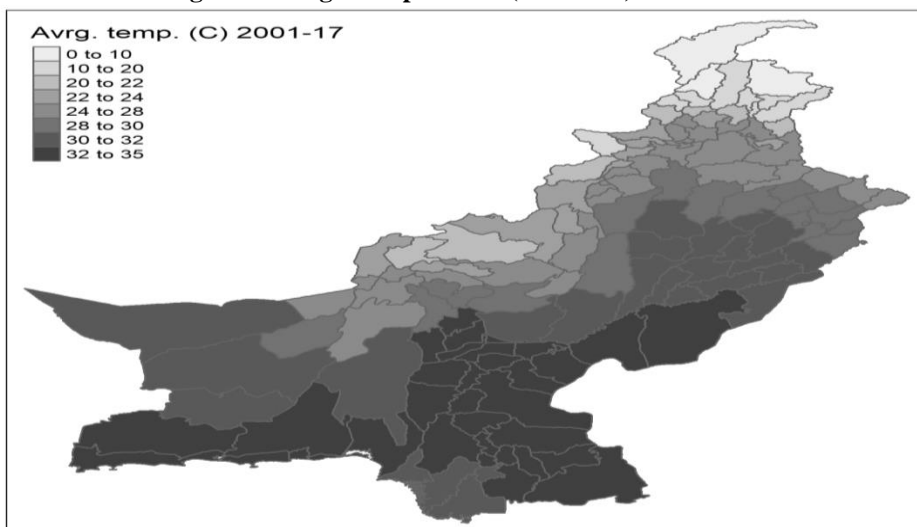 Avrg. temp. (C) 2001-17
0 to 10
10 to 20
20 to 22
22 to 24
24 to 28
28 to 30
30 to 32
32 to 35